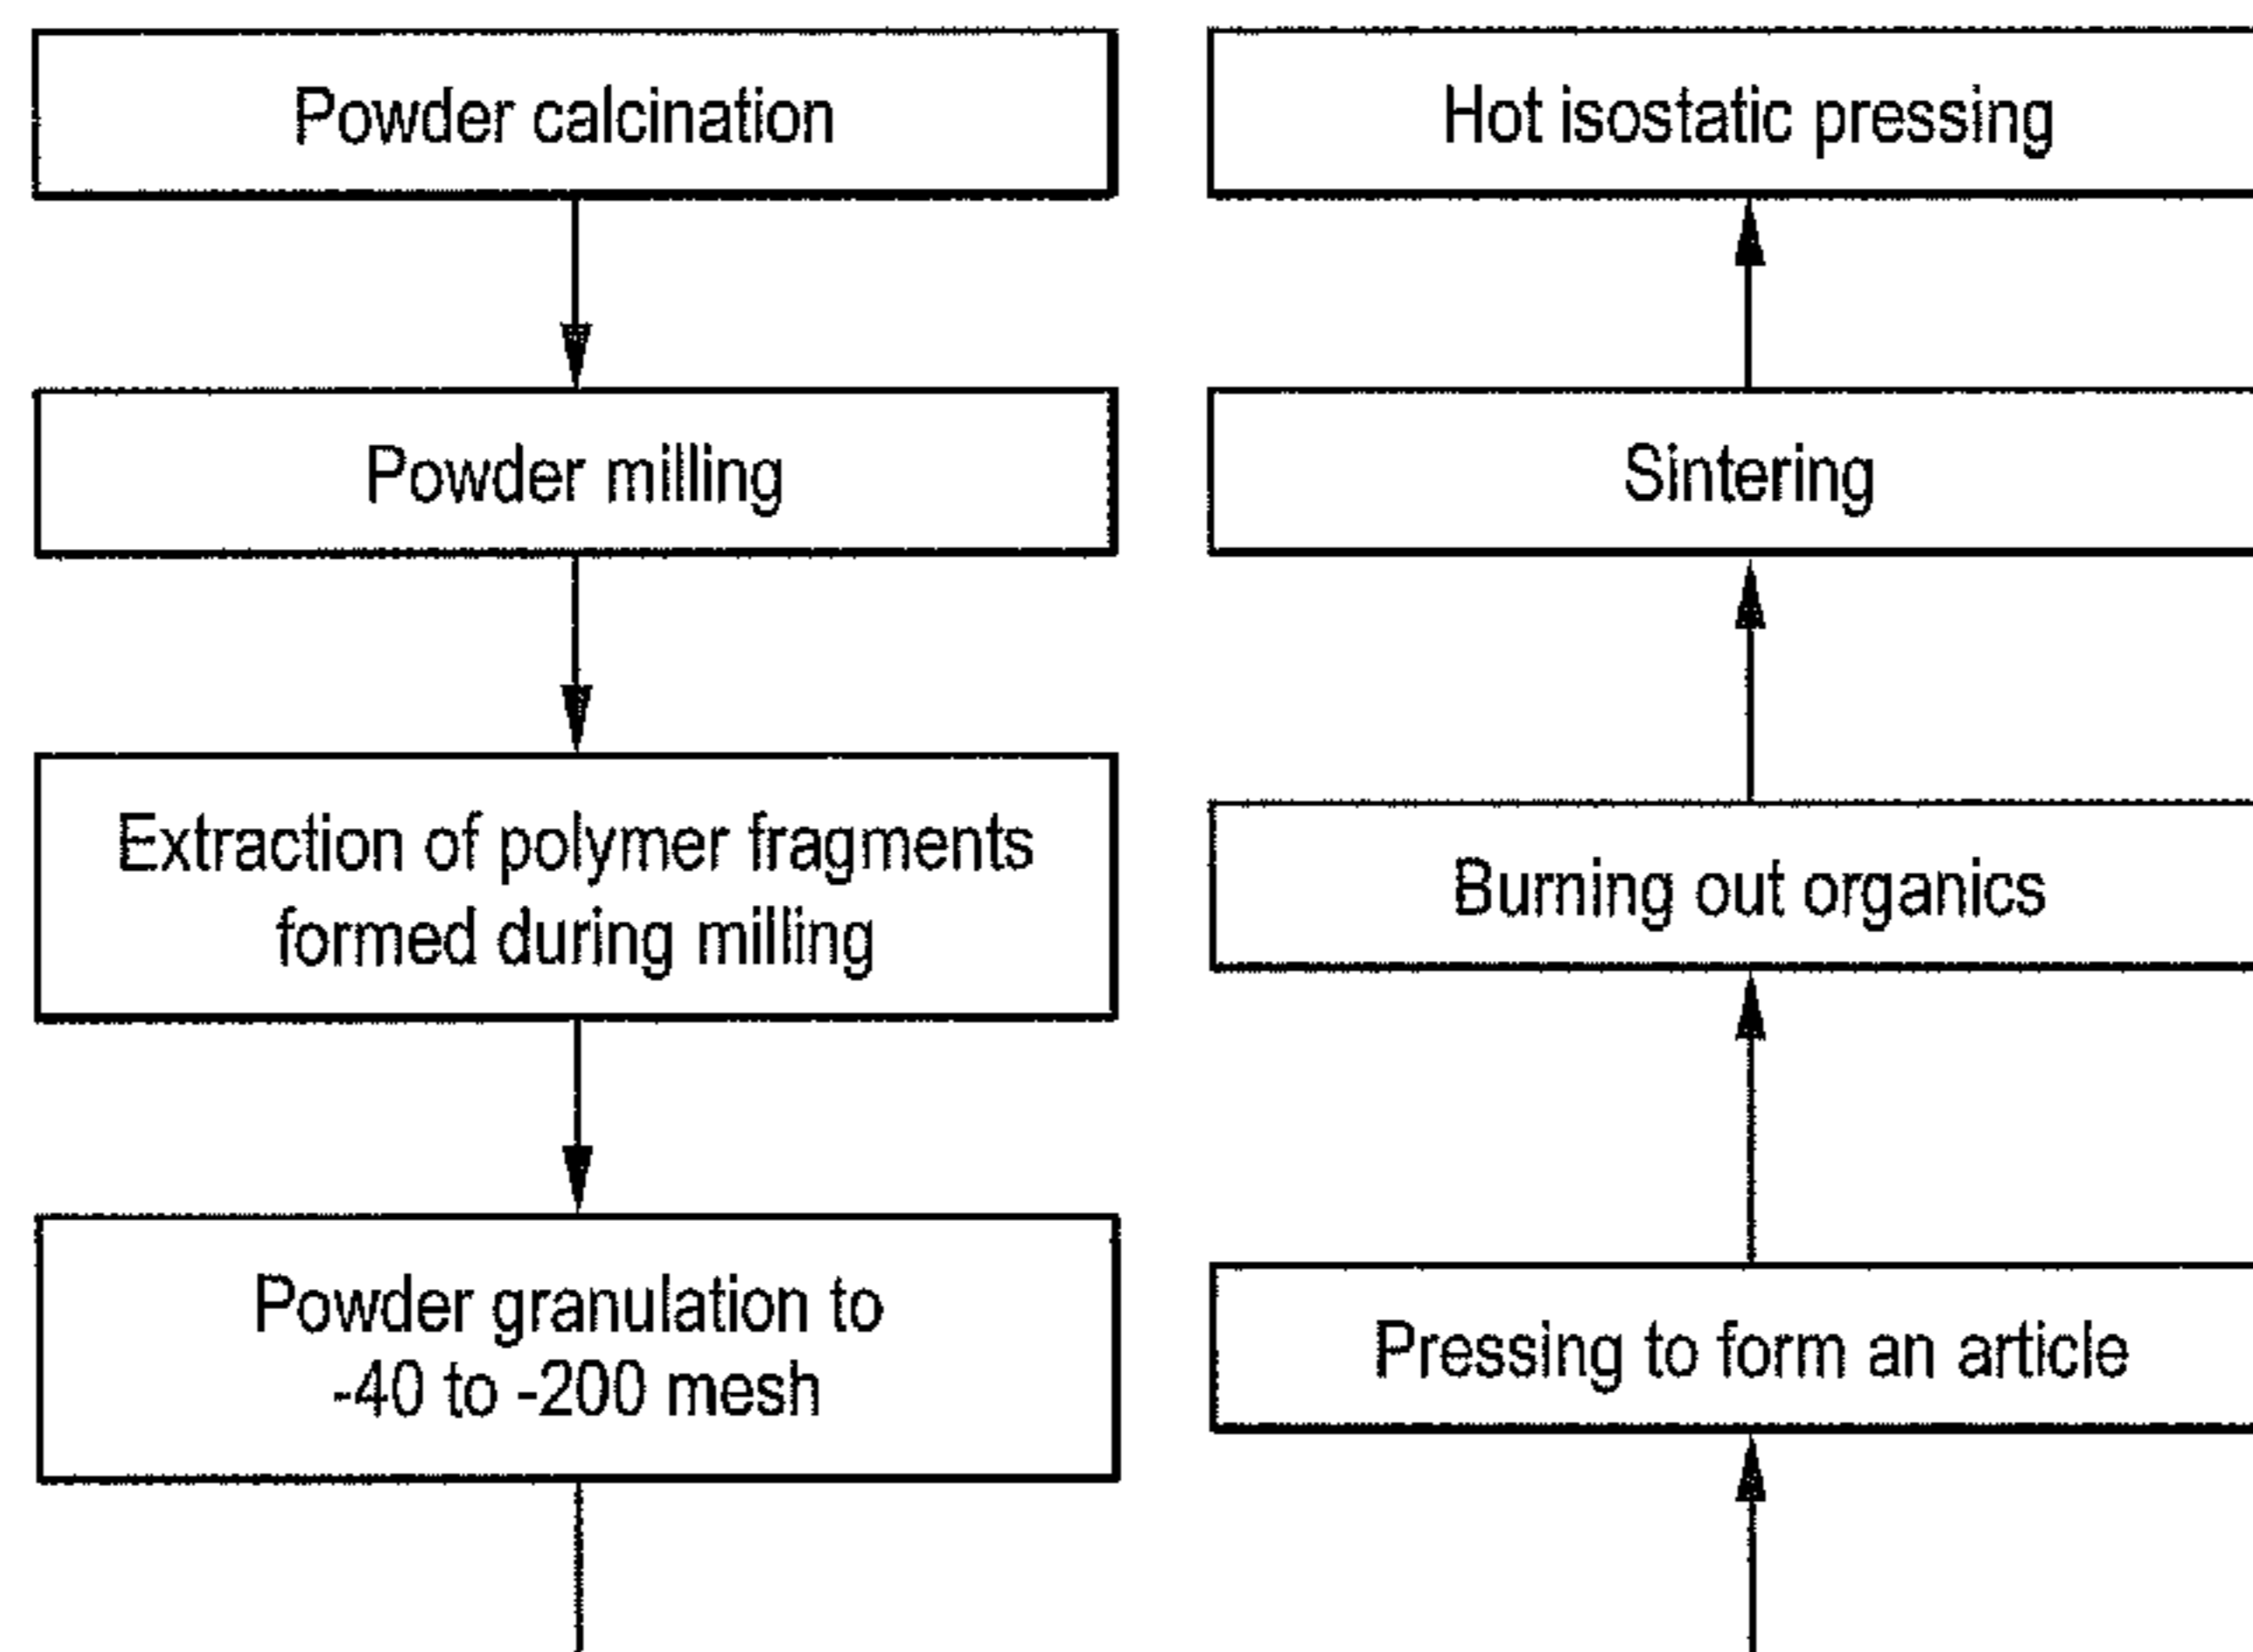 Powder calcination
Powder milling
Extraction of polymer fragments
formed during milling
Powder granulation to
-40 to -200 mesh
Hot isostatic pressing
Sintering
Burning out organics
Pressing to form an article